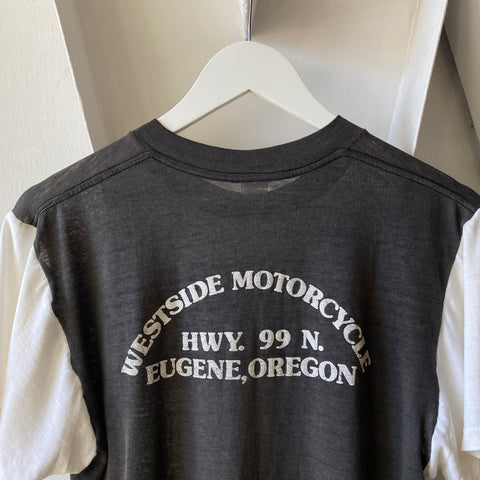 WESTSIDE MOTORCYCLE
HWY. 99 N.
EUGENE, OREGON